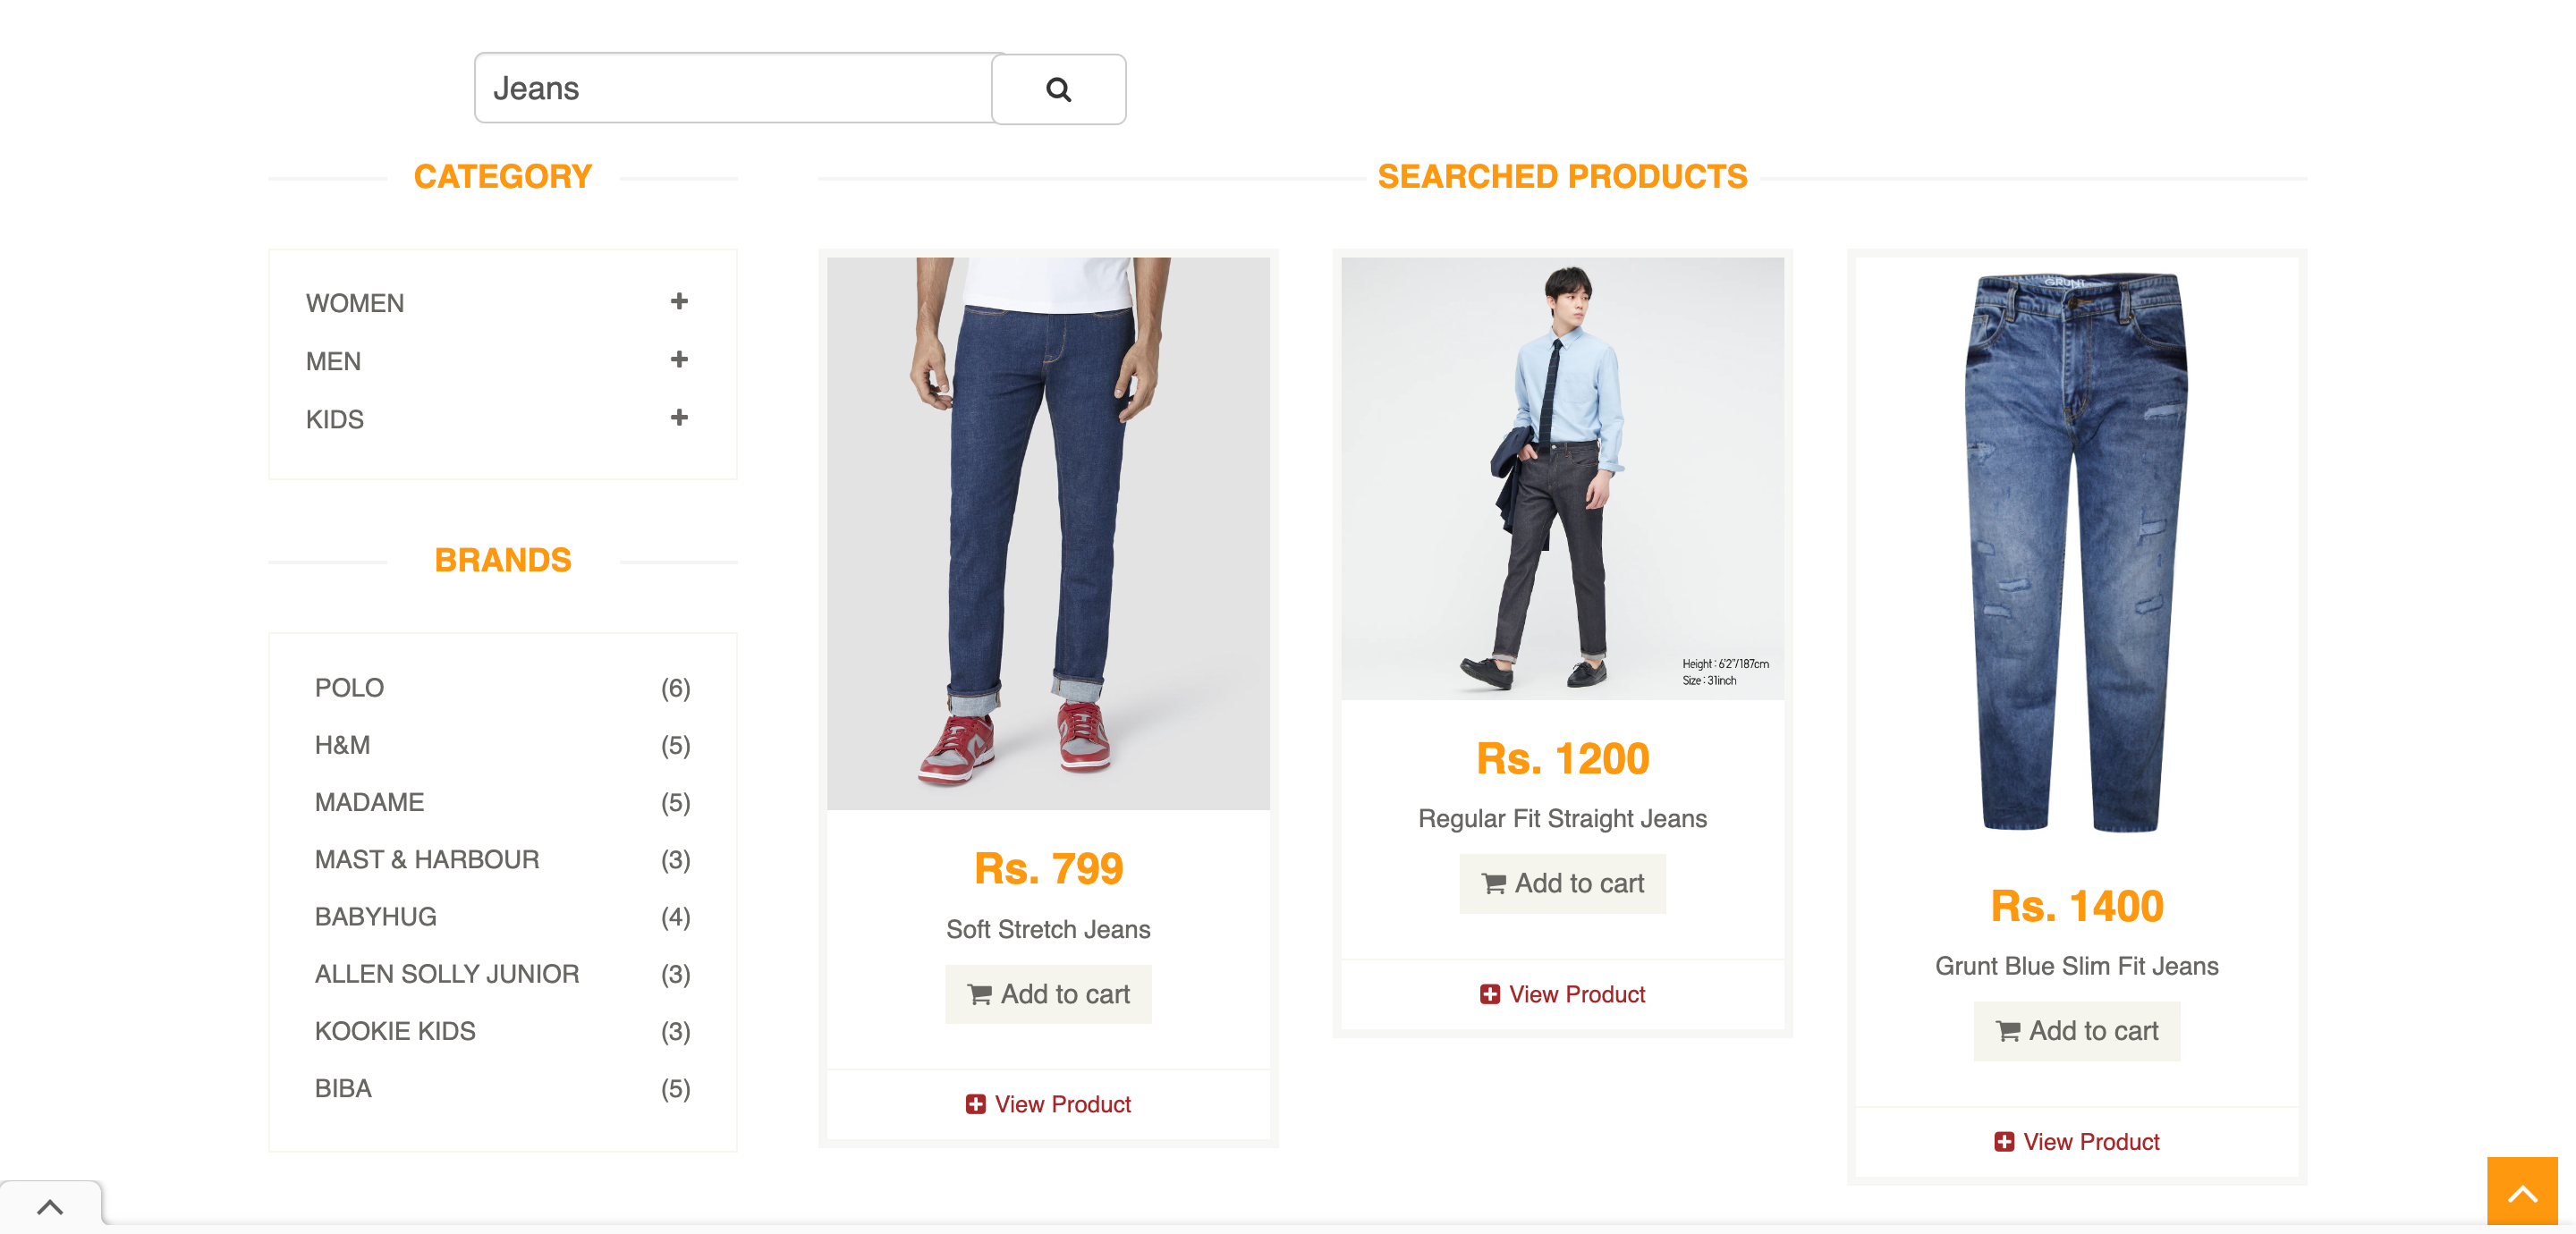 Jeans
CATEGORY
WOMEN
MEN
KIDS
BRANDS
POLO (6)
H&M (5)
MADAME (5)
MAST & HARBOUR (3)
BABYHUG (4)
ALLEN SOLLY JUNIOR (3)
KOOKIE KIDS (3)
BIBA (5)
SEARCHED PRODUCTS
Rs. 799
Soft Stretch Jeans
Add to cart
View Product
Height : 6'2"/187cm
Size : 31inch
Rs. 1200
Regular Fit Straight Jeans
Add to cart
View Product
GRUNT
Rs. 1400
Grunt Blue Slim Fit Jeans
Add to cart
View Product